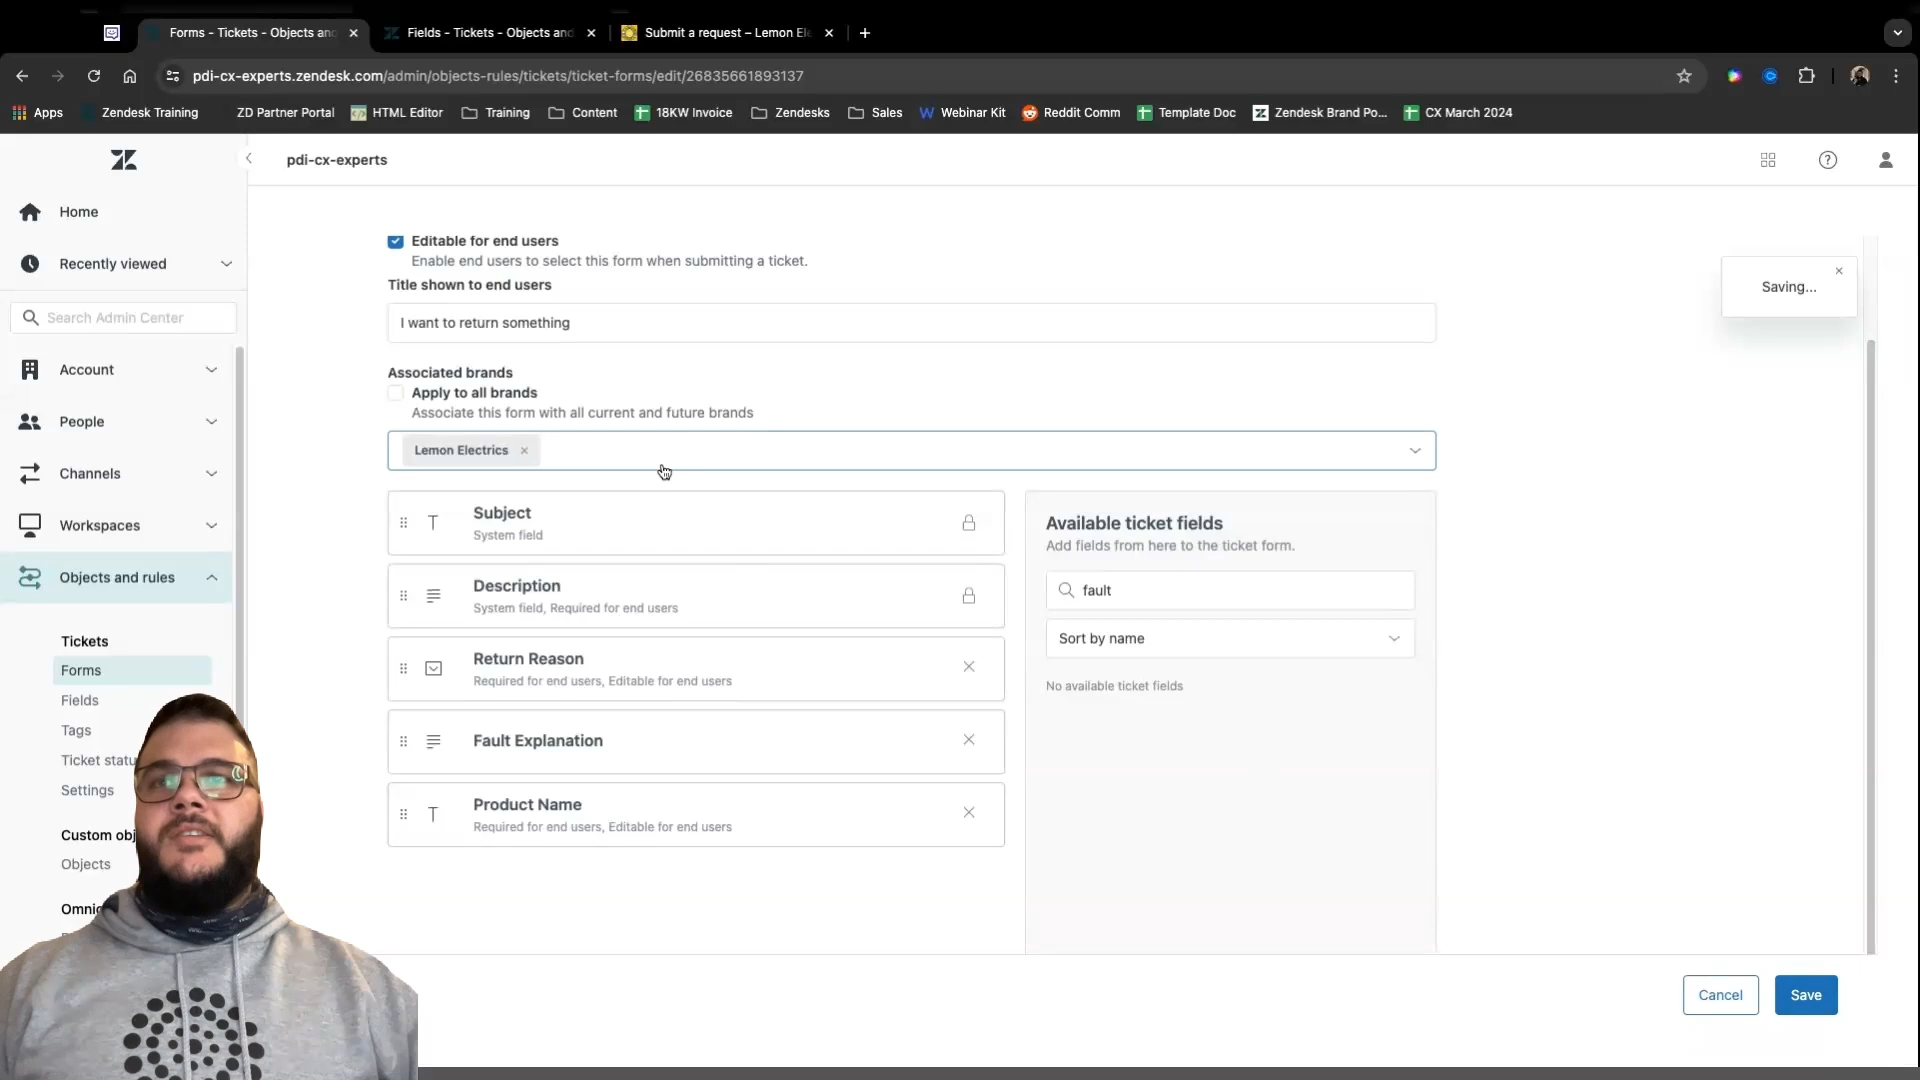 Forms - Tickets - Objects an
Fields - Tickets - Objects and
Submit a request – Lemon El
pdi-cx-experts.zendesk.com/admin/objects-rules/tickets/ticket-forms/edit/26835661893137
Apps
Zendesk Training
ZD Partner Portal
HTML Editor
Training
Content
18KW Invoice
Zendesks
Sales
Webinar Kit
Reddit Comm
Template Doc
Zendesk Brand Po...
CX March 2024
pdi-cx-experts
Home
Recently viewed
Search Admin Center
Account
People
Channels
Workspaces
Objects and rules
Tickets
Forms
Fields
Tags
Ticket statu
Settings
Custom obj
Objects
Omnic
Editable for end users
Enable end users to select this form when submitting a ticket.
Title shown to end users
I want to return something
Associated brands
Apply to all brands
Associate this form with all current and future brands
Lemon Electrics
Subject
System field
Description
System field, Required for end users
Return Reason
Required for end users, Editable for end users
Fault Explanation
Product Name
Required for end users, Editable for end users
Available ticket fields
Add fields from here to the ticket form.
fault
Sort by name
No available ticket fields
Saving...
Cancel
Save